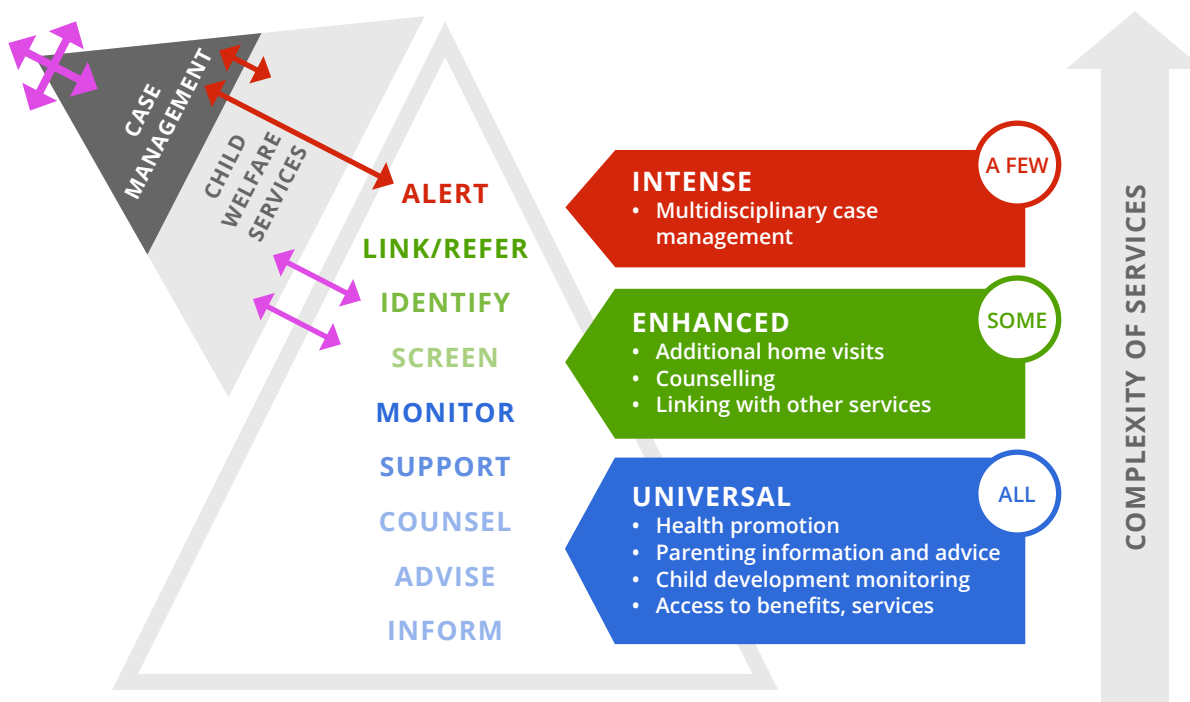 CASE
MANAGEMENT
CHILD
WELFARE
SERVICES
ALERT
LINK/REFER
IDENTIFY
SCREEN
MONITOR
SUPPORT
COUNSEL
ADVISE
INFORM
INTENSE
• Multidisciplinary case
management
A FEW
ENHANCED
• Additional home visits
• Counselling
• Linking with other services
SOME
UNIVERSAL
• Health promotion
• Parenting information and advice
• Child development monitoring
• Access to benefits, services
ALL
COMPLEXITY OF SERVICES